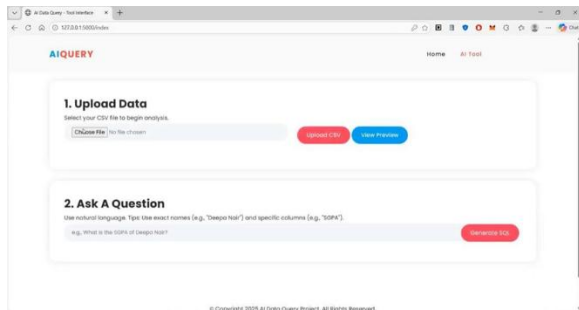 AI Data Query - Tool Interface
127.0.0.1:5000/index
AIQUERY
Home
AI Tool
1. Upload Data
Select your CSV file to begin analysis.
Choose File No file chosen
Upload CSV
View Preview
2. Ask A Question
Use natural language. Tips: Use exact names (e.g., "Deepa Nair") and specific columns (e.g., "SGPA").
e.g., What is the SGPA of Deepa Nair?
Generate SQL
© Copyright 2025 AI Data Query Project. All Rights Reserved